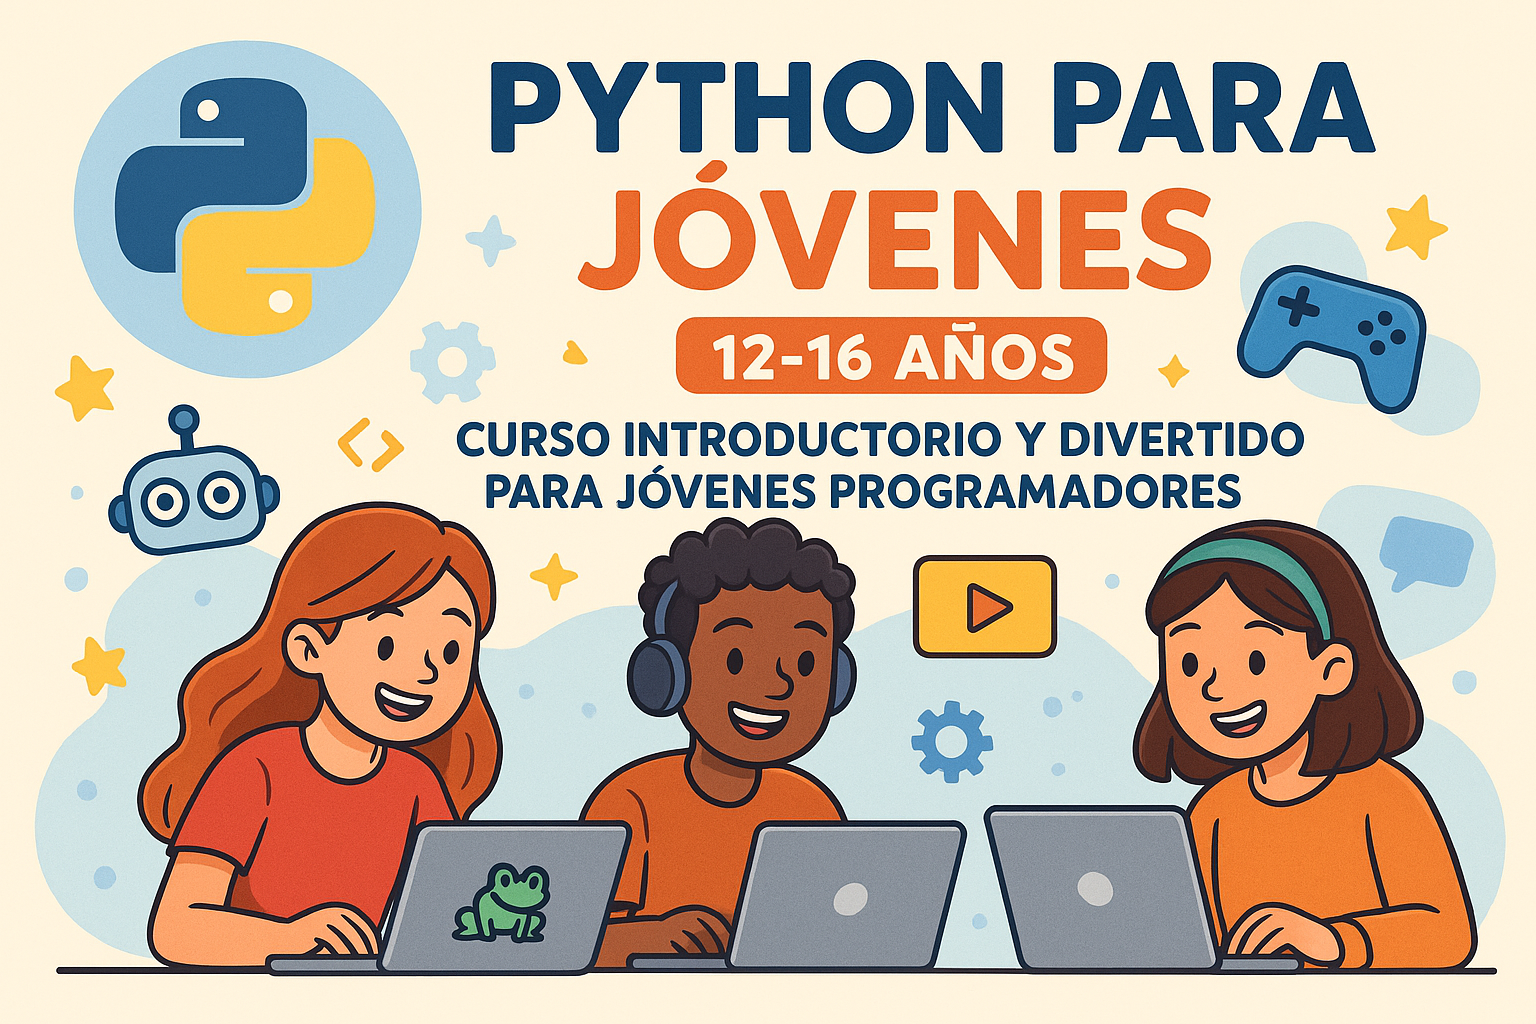 PYTHON PARA
JÓVENES
12-16 AÑOS
CURSO INTRODUCTORIO Y DIVERTIDO
PARA JÓVENES PROGRAMADORES